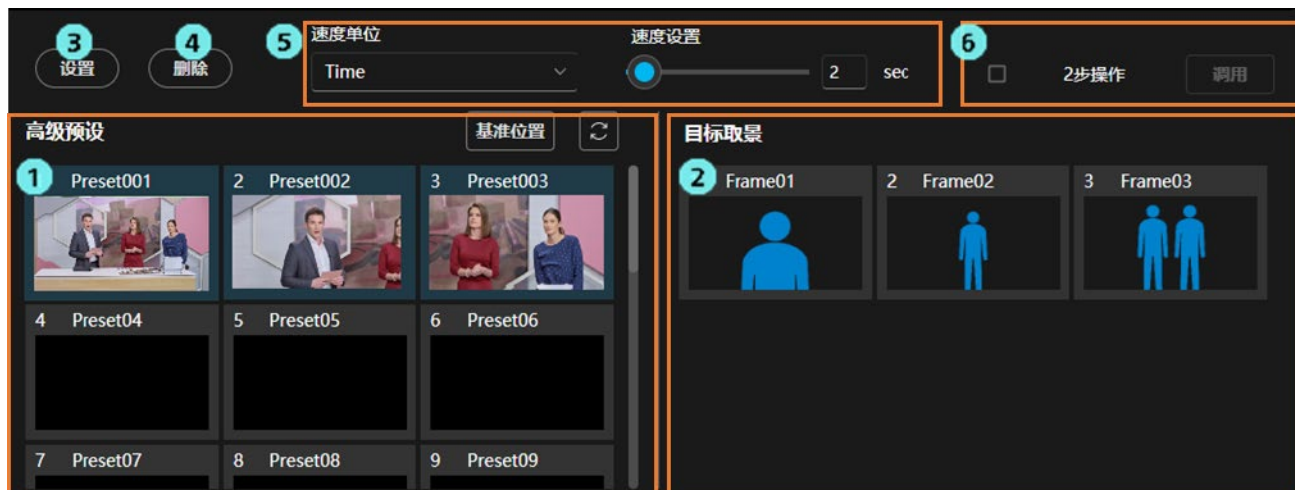 3 4 5 速度单位 速度设置 6
设置 删除 Time 2 sec 2步操作 调用
高级预设 基准位置 目标取景
1 Preset001 2 Preset002 3 Preset003 2 Frame01 2 Frame02 3 Frame03
4 Preset04 5 Preset05 6 Preset06
7 Preset07 8 Preset08 9 Preset09